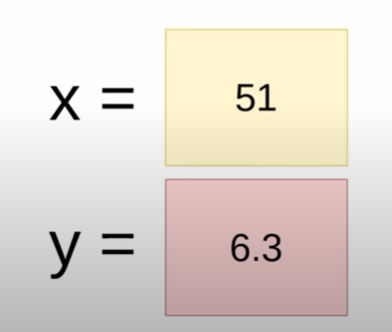 x = 51
y = 6.3